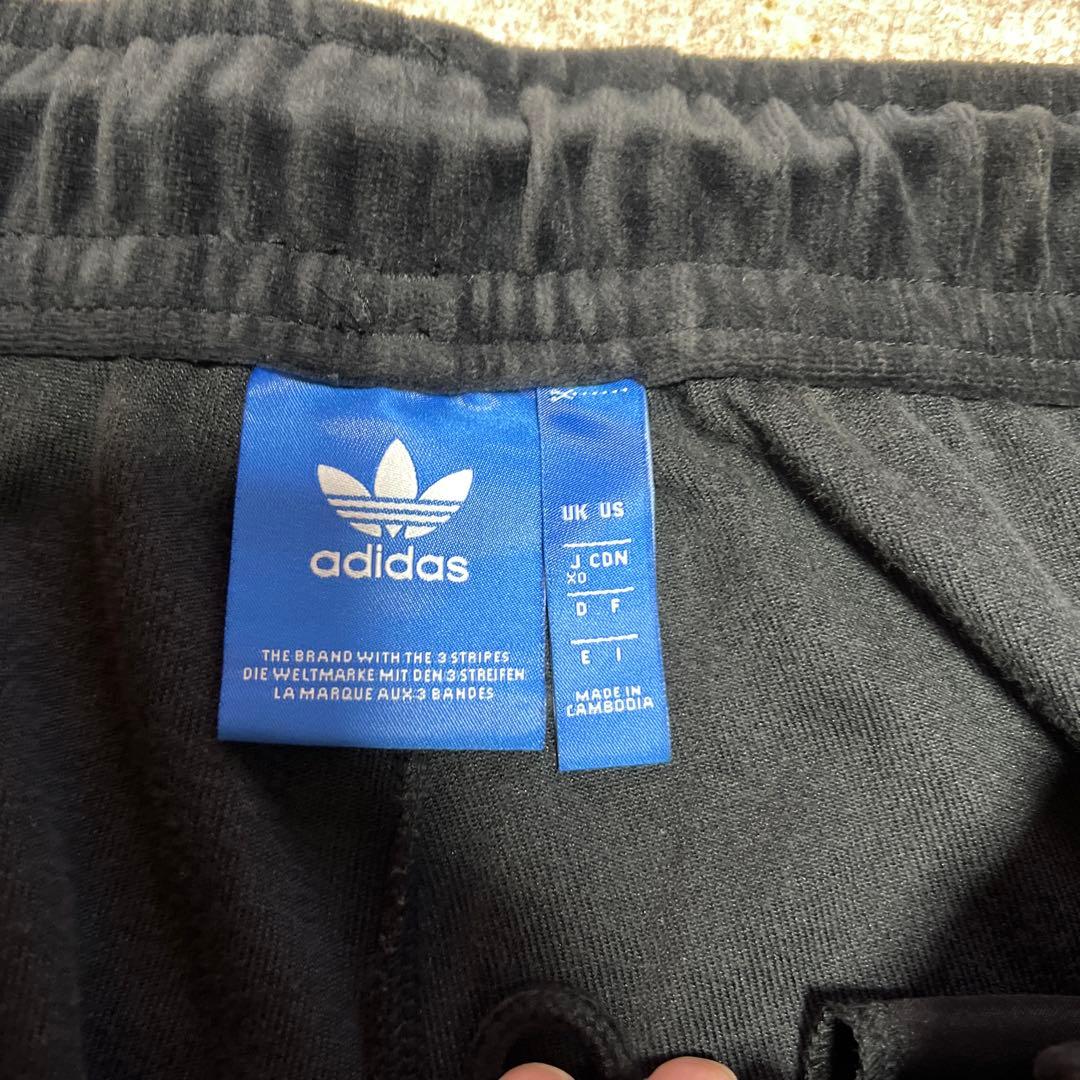 adidas
THE BRAND WITH THE 3 STRIPES
DIE WELTMARKE MIT DEN 3 STREIFEN
LA MARQUE AUX 3 BANDES
UK US
J CDN
XO
D F
E I
MADE IN
CAMBODIA